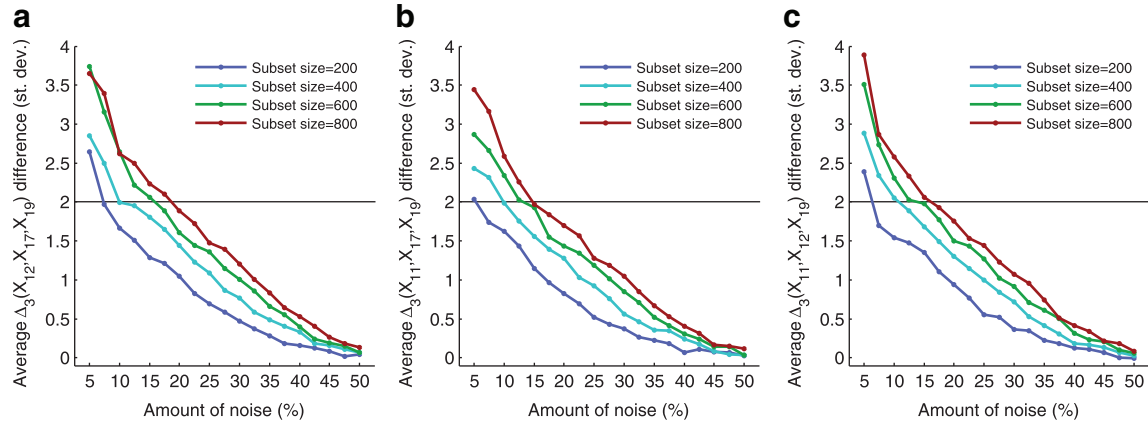 a
Average Δ3(X12,X17,X19) difference (st. dev.)
4
3.5
3
2.5
2
1.5
1
0.5
0
Subset size=200
Subset size=400
Subset size=600
Subset size=800
5 10 15 20 25 30 35 40 45 50
Amount of noise (%)
b
Average Δ3(X11,X17,X19) difference (st. dev.)
4
3.5
3
2.5
2
1.5
1
0.5
0
Subset size=200
Subset size=400
Subset size=600
Subset size=800
5 10 15 20 25 30 35 40 45 50
Amount of noise (%)
c
Average Δ3(X11,X12,X19) difference (st. dev.)
4
3.5
3
2.5
2
1.5
1
0.5
0
Subset size=200
Subset size=400
Subset size=600
Subset size=800
5 10 15 20 25 30 35 40 45 50
Amount of noise (%)